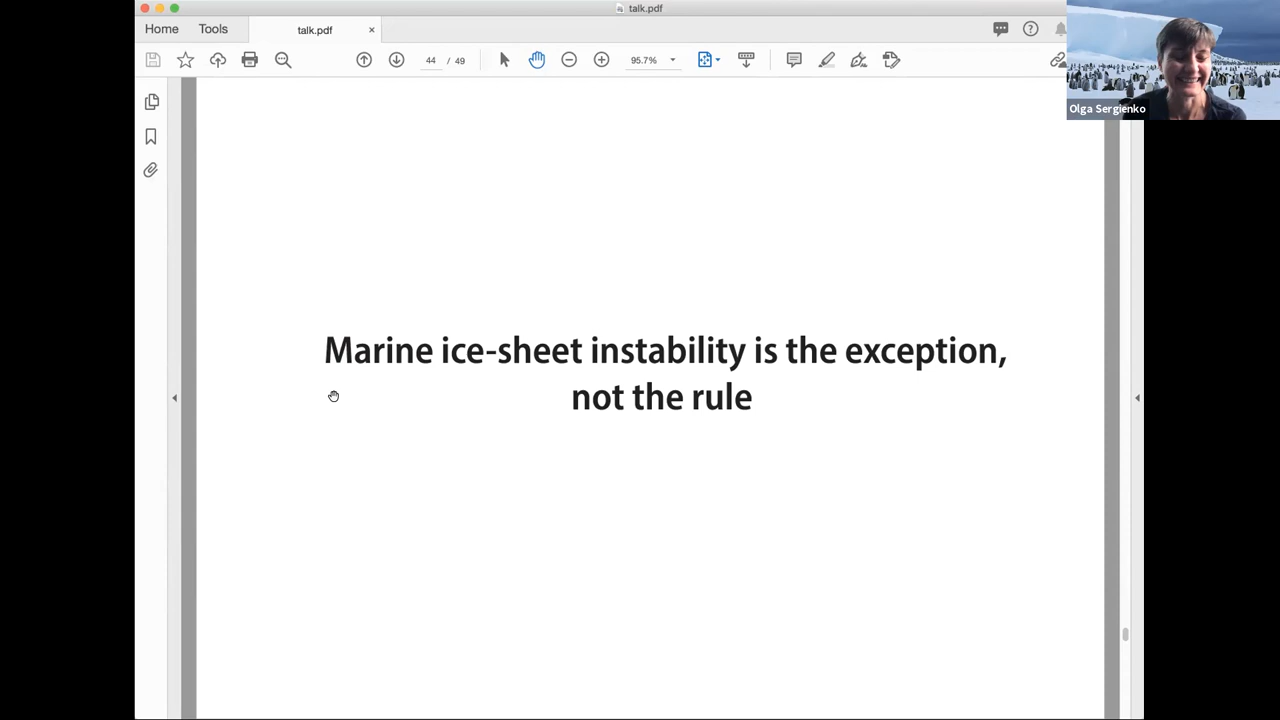 talk.pdf
Home
Tools
talk.pdf
44 / 49
95.7%
Olga Sergienko
Marine ice-sheet instability is the exception,
not the rule